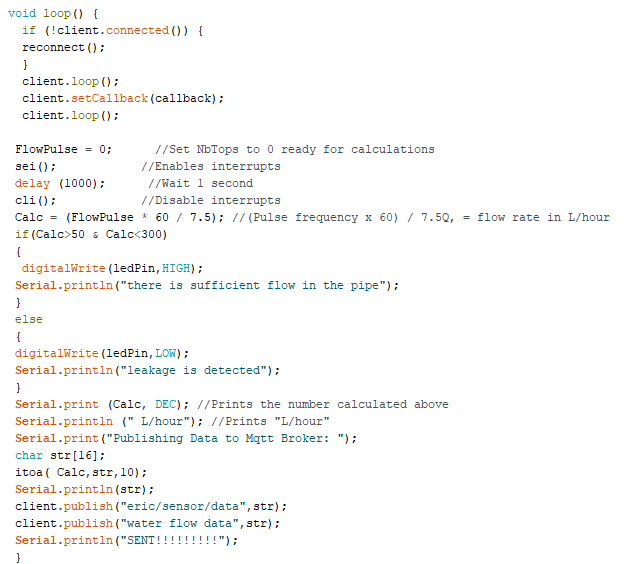 void loop() {
if (!client.connected()) {
reconnect();
}
client.loop();
client.setCallback(callback);
client.loop();
FlowPulse = 0; //Set NbTops to 0 ready for calculations
sei(); //Enables interrupts
delay (1000); //Wait 1 second
cli(); //Disable interrupts
Calc = (FlowPulse * 60 / 7.5); //(Pulse frequency x 60) / 7.5Q, = flow rate in L/hour
if(Calc>50 & Calc<300)
{
digitalWrite(ledPin,HIGH);
Serial.println("there is sufficient flow in the pipe");
}
else
{
digitalWrite(ledPin,LOW);
Serial.println("leakage is detected");
}
Serial.print (Calc, DEC); //Prints the number calculated above
Serial.println (" L/hour"); //Prints "L/hour"
Serial.print("Publishing Data to Mqtt Broker: ");
char str[16];
itoa( Calc,str,10);
Serial.println(str);
client.publish("eric/sensor/data",str);
client.publish("water flow data",str);
Serial.println("SENT!!!!!!!!!");
}